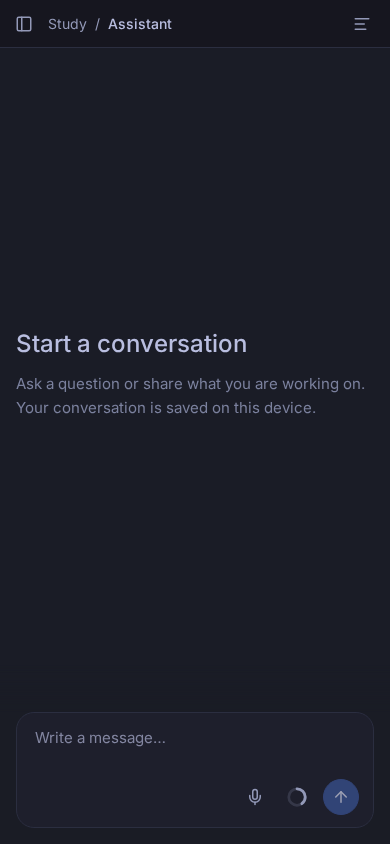 Study / Assistant
Start a conversation
Ask a question or share what you are working on.
Your conversation is saved on this device.
Write a message...